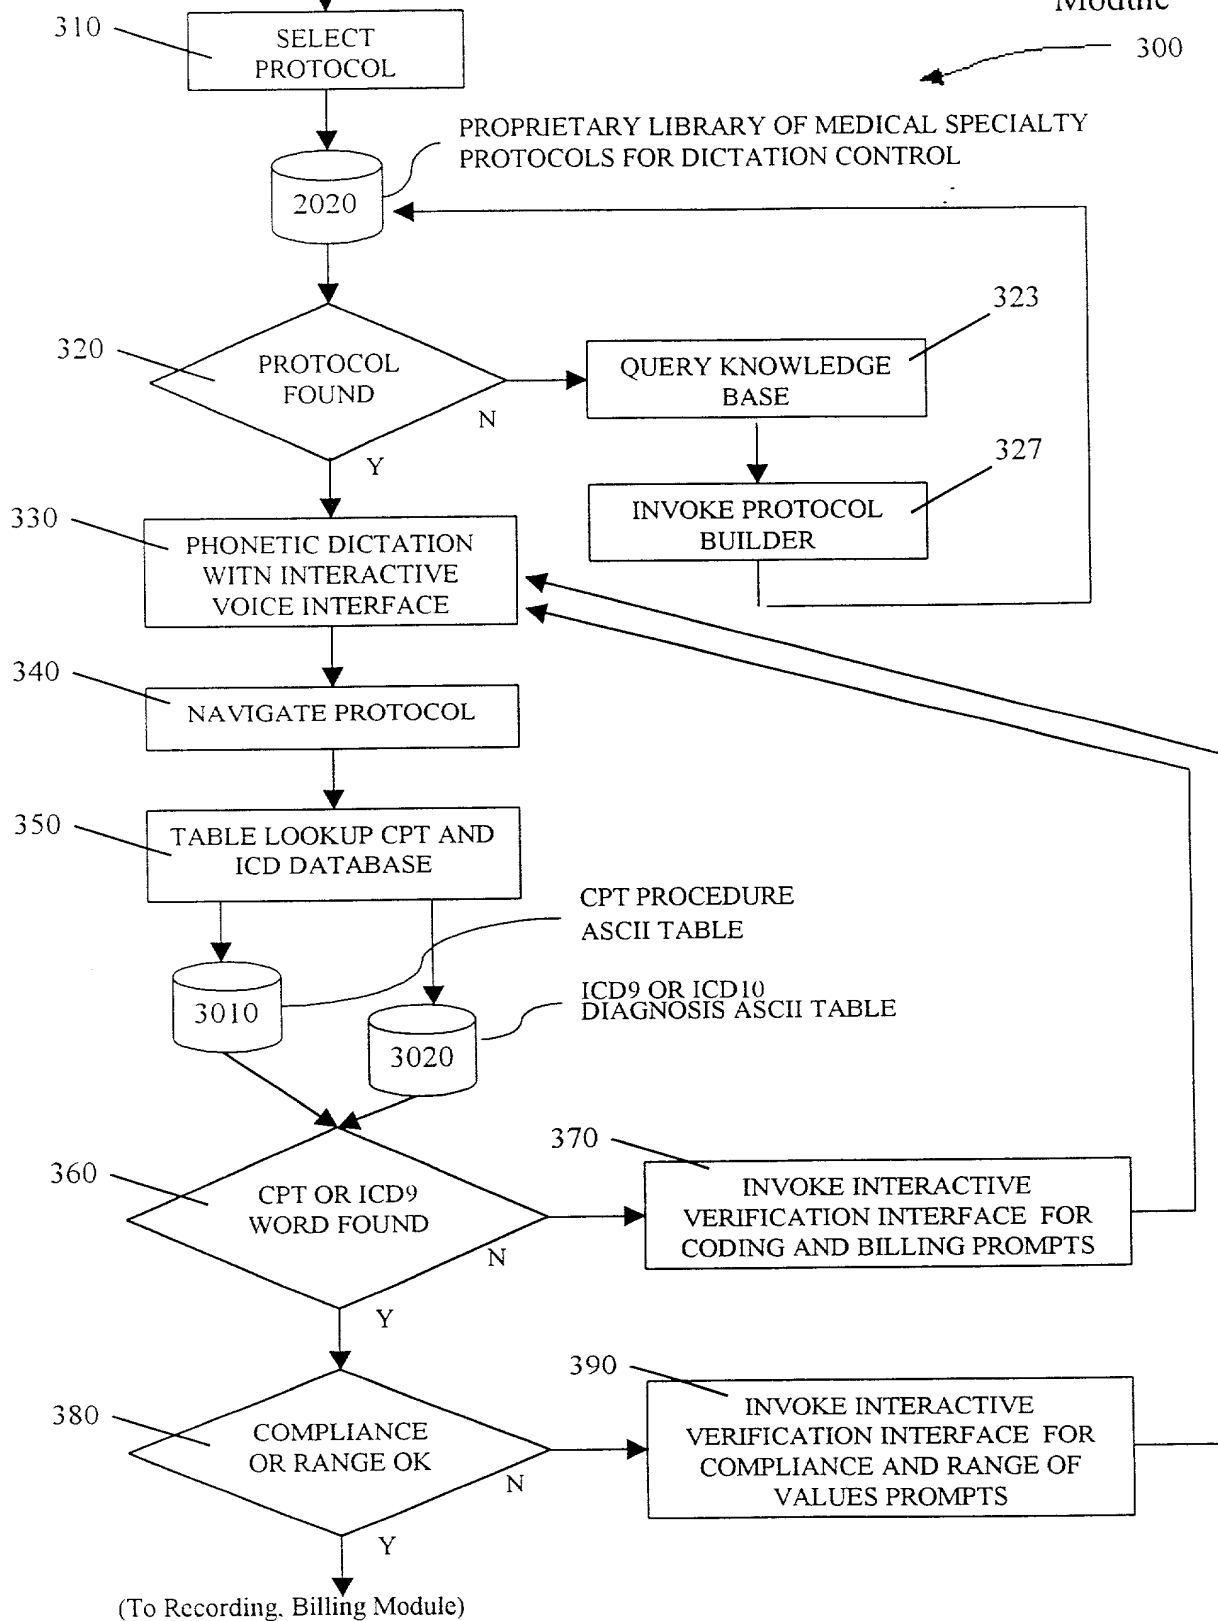 Module
300
310
SELECT
PROTOCOL
PROPRIETARY LIBRARY OF MEDICAL SPECIALTY
PROTOCOLS FOR DICTATION CONTROL
2020
323
320
PROTOCOL
FOUND
N
Y
QUERY KNOWLEDGE
BASE
327
INVOKE PROTOCOL
BUILDER
330
PHONETIC DICTATION
WITN INTERACTIVE
VOICE INTERFACE
340
NAVIGATE PROTOCOL
350
TABLE LOOKUP CPT AND
ICD DATABASE
CPT PROCEDURE
ASCII TABLE
3010
ICD9 OR ICD10
DIAGNOSIS ASCII TABLE
3020
360
CPT OR ICD9
WORD FOUND
N
Y
370
INVOKE INTERACTIVE
VERIFICATION INTERFACE FOR
CODING AND BILLING PROMPTS
380
COMPLIANCE
OR RANGE OK
N
Y
390
INVOKE INTERACTIVE
VERIFICATION INTERFACE FOR
COMPLIANCE AND RANGE OF
VALUES PROMPTS
(To Recording, Billing Module)